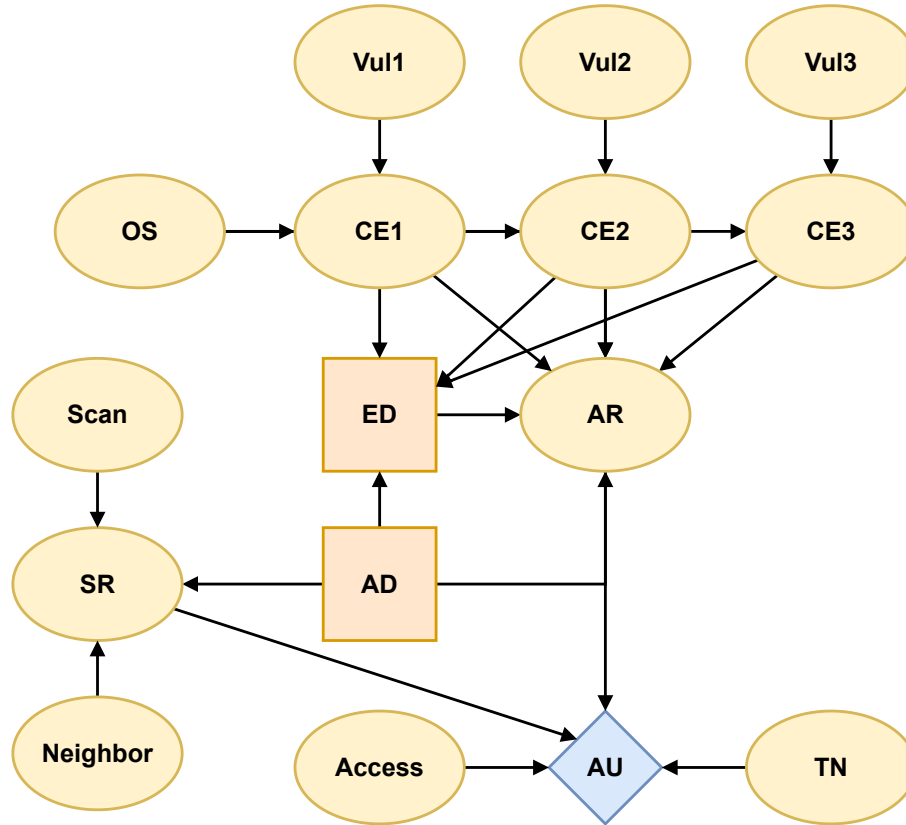 Vul1
Vul2
Vul3
OS
CE1
CE2
CE3
Scan
ED
AR
SR
AD
Neighbor
Access
AU
TN